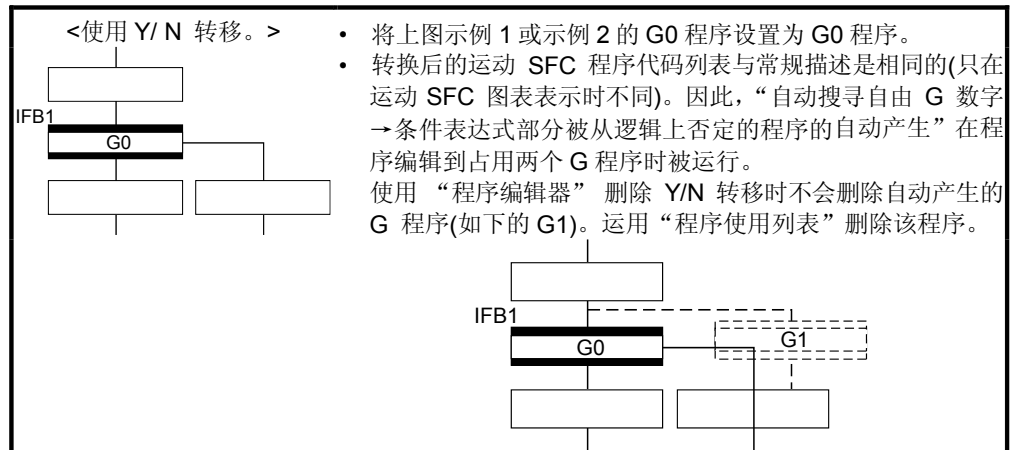 <使用 Y/ N 转移。>
IFB1
G0
• 将上图示例 1 或示例 2 的 G0 程序设置为 G0 程序。
• 转换后的运动 SFC 程序代码列表与常规描述是相同的(只在
运动 SFC 图表表示时不同)。因此，“自动搜寻自由 G 数字
→条件表达式部分被从逻辑上否定的程序的自动产生”在程
序编辑到占用两个 G 程序时被运行。
使用 “程序编辑器” 删除 Y/N 转移时不会删除自动产生的
G 程序(如下的 G1)。运用“程序使用列表”删除该程序。
IFB1
G0
G1